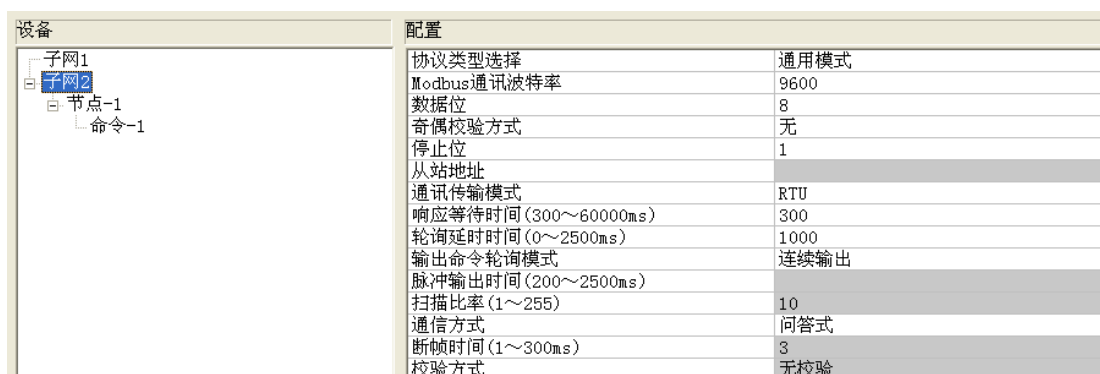 设备
子网1
子网2
节点-1
命令-1
配置
协议类型选择 通用模式
Modbus通讯波特率 9600
数据位 8
奇偶校验方式 无
停止位 1
从站地址
通讯传输模式 RTU
响应等待时间(300～60000ms) 300
轮询延时时间(0～2500ms) 1000
输出命令轮询模式 连续输出
脉冲输出时间(200～2500ms)
扫描比率(1～255) 10
通信方式 问答式
断帧时间(1～300ms) 3
校验方式 无校验